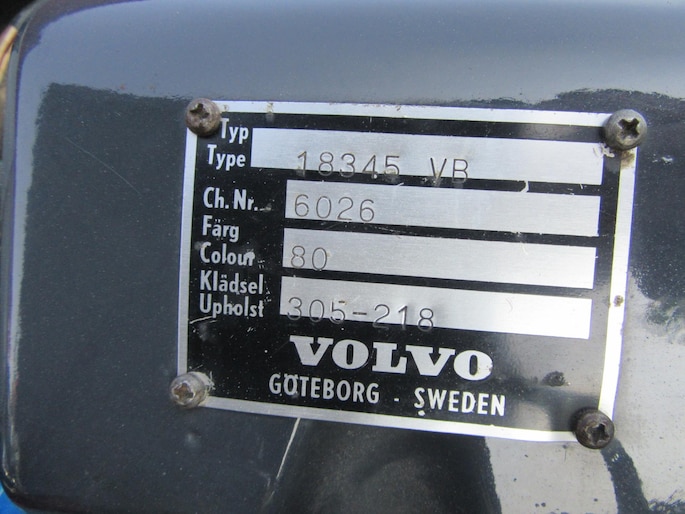 Typ
Type 18345 VB
Ch. Nr. 6026
Färg
Colour 80
Klädsel
Upholst 305-218
VOLVO
GÖTEBORG - SWEDEN